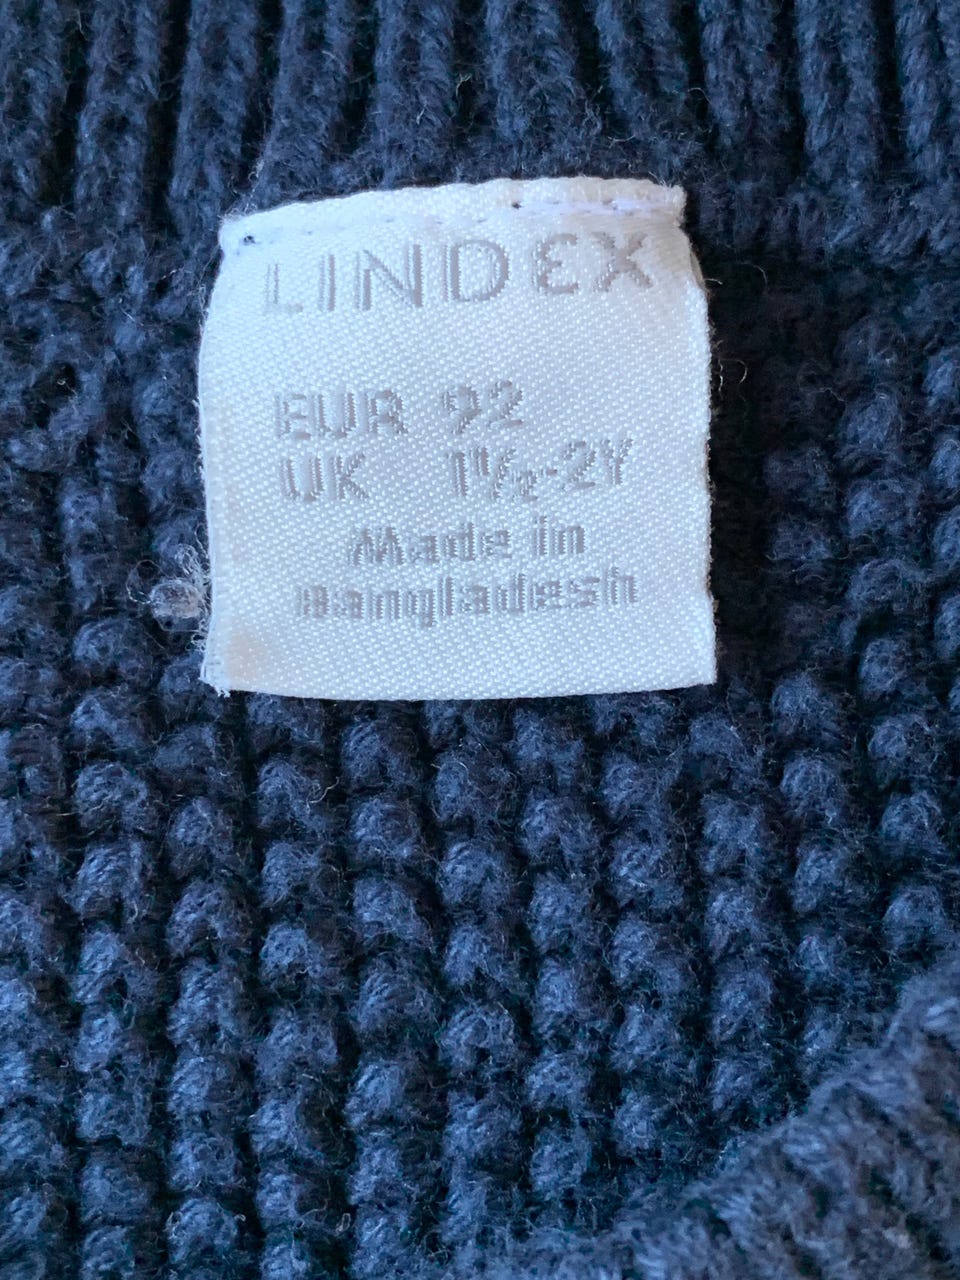 LINDEX
EUR 92
UK 1½-2Y
Made in
Bangladesh